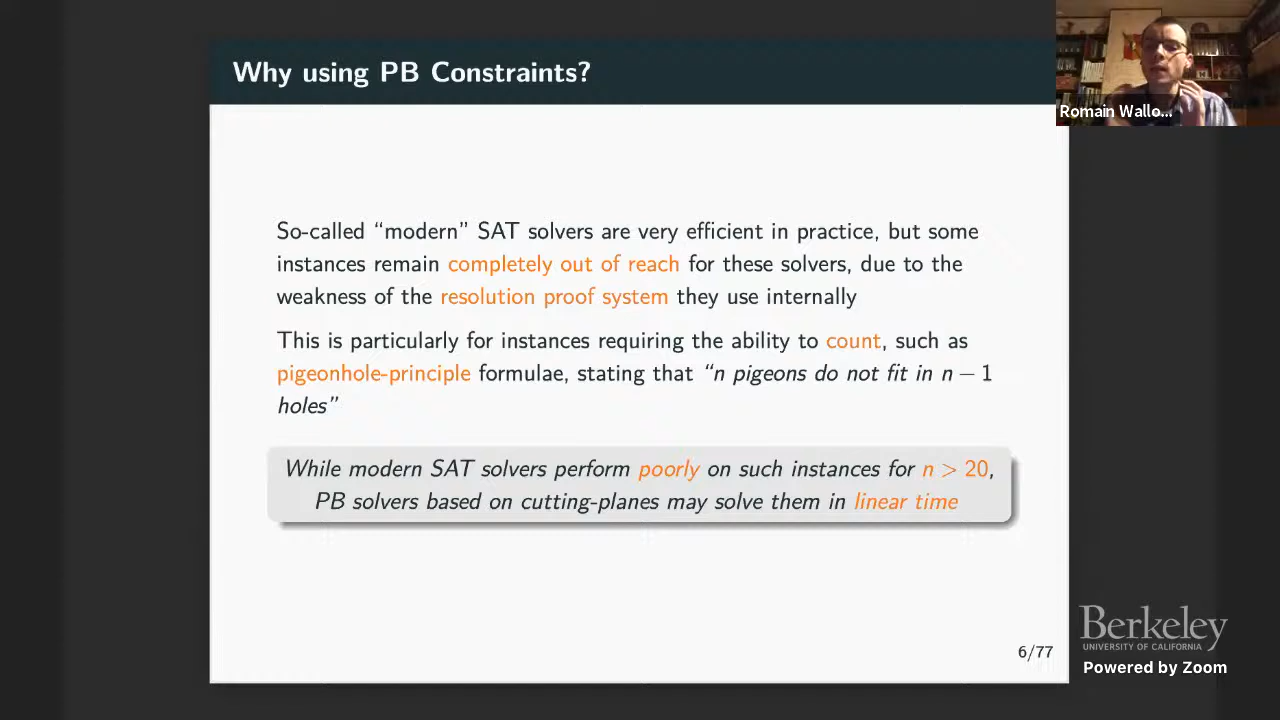 Why using PB Constraints?
Romain Wallo...
So-called “modern” SAT solvers are very efficient in practice, but some
instances remain completely out of reach for these solvers, due to the
weakness of the resolution proof system they use internally
This is particularly for instances requiring the ability to count, such as
pigeonhole-principle formulae, stating that “n pigeons do not fit in n − 1
holes”
While modern SAT solvers perform poorly on such instances for n > 20,
PB solvers based on cutting-planes may solve them in linear time
6/77
Berkeley
UNIVERSITY OF CALIFORNIA
Powered by Zoom